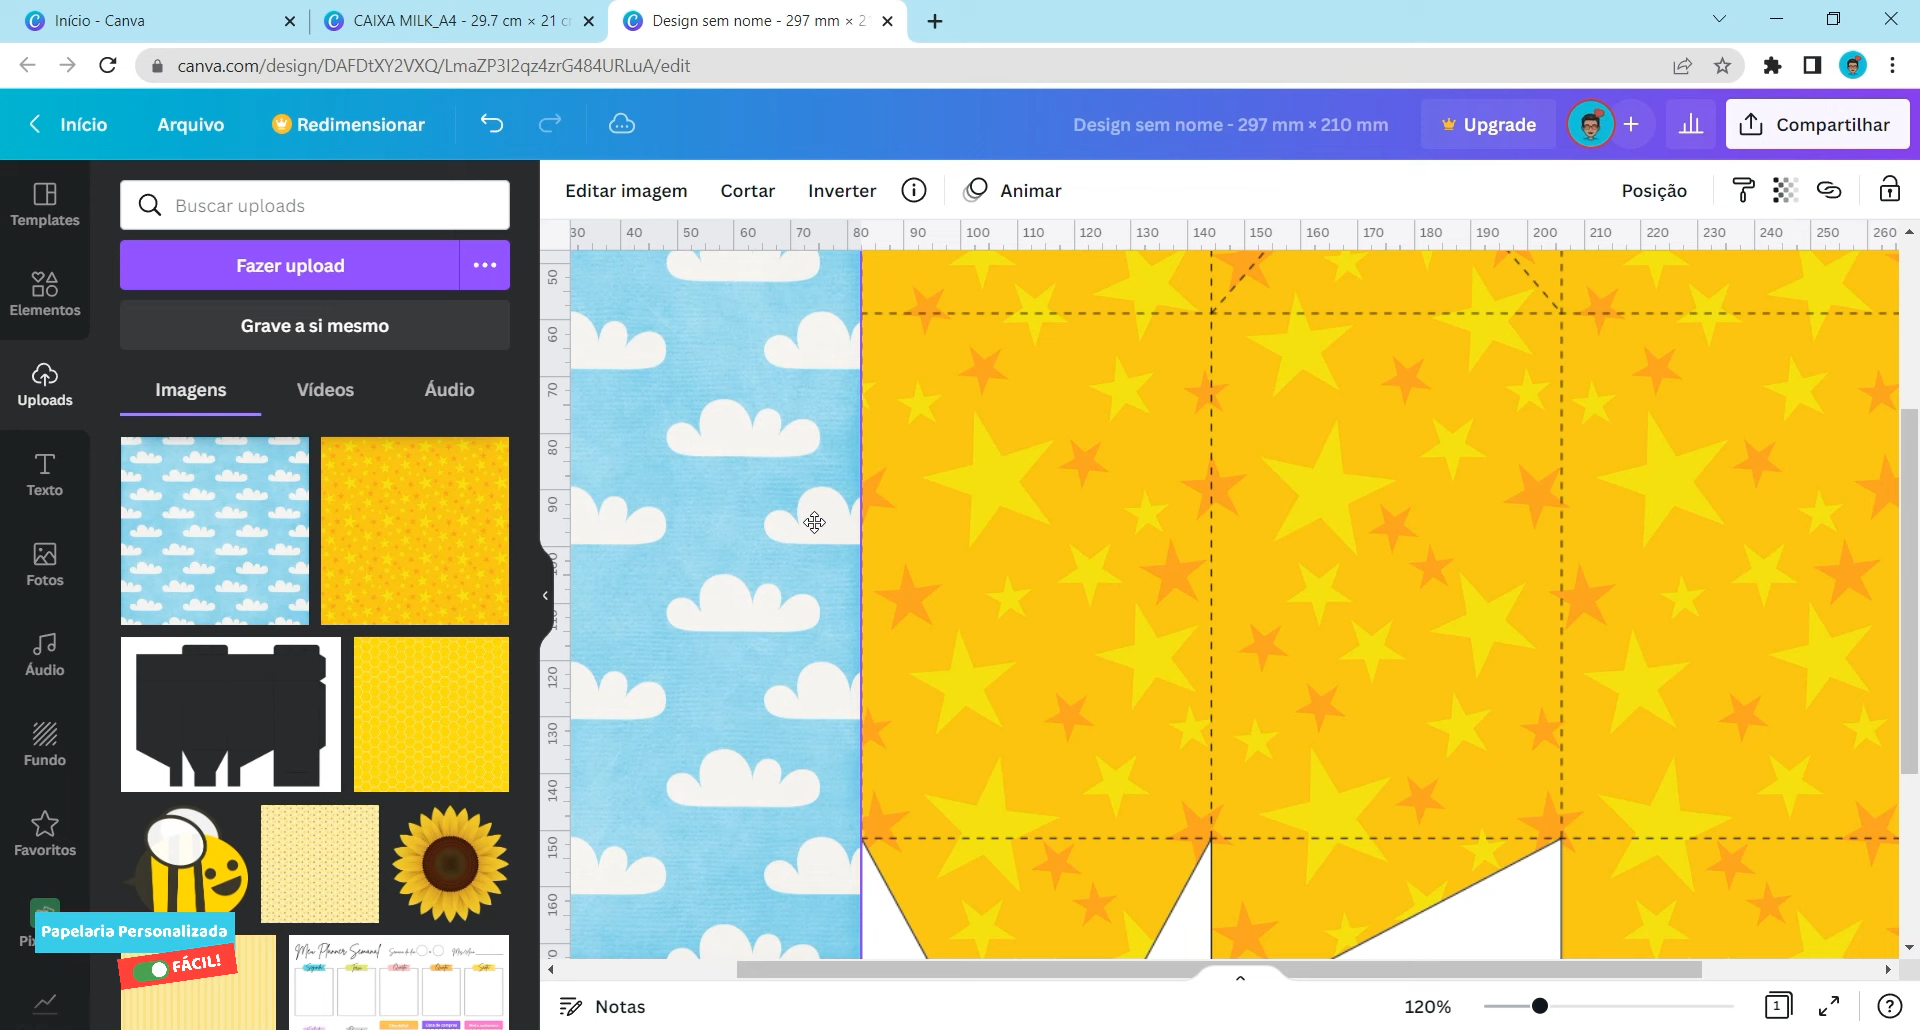 Início - Canva
CAIXA MILK_A4 - 29.7 cm × 21 c
Design sem nome - 297 mm × 2
canva.com/design/DAFDtXY2VXQ/LmaZP3I2qz4zrG484URLuA/edit
Início
Arquivo
Redimensionar
Design sem nome - 297 mm × 210 mm
Upgrade
Compartilhar
Templates
Elementos
Uploads
Texto
Fotos
Áudio
Fundo
Favoritos
Buscar uploads
Fazer upload
Grave a si mesmo
Imagens
Vídeos
Áudio
Editar imagem
Cortar
Inverter
Animar
Posição
30 40 50 60 70 80 90 100 110 120 130 140 150 160 170 180 190 200 210 220 230 240 250 260
50
60
70
80
90
120
130
140
150
160
Papelaria Personalizada
FÁCIL!
Meu Planner Semanal
Notas
120%
1